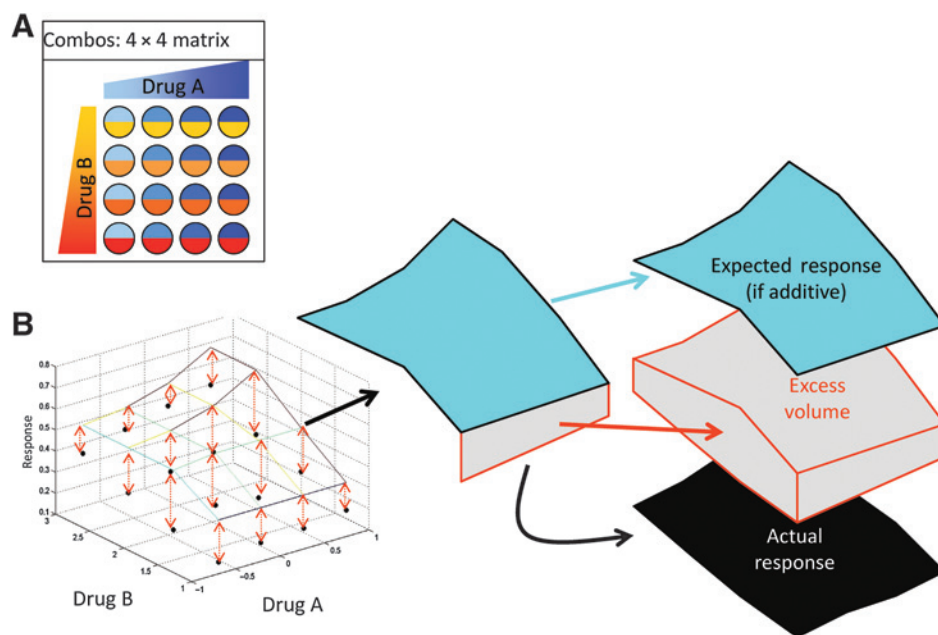 A
Combos: 4 × 4 matrix
Drug A
Drug B
B
0.8
0.7
0.6
0.5
0.4
0.3
0.2
0.1
Response
3
2.5
2
1.5
1
Drug B
−1
−0.5
0
0.5
1
Drug A
Expected response
(if additive)
Excess
volume
Actual
response